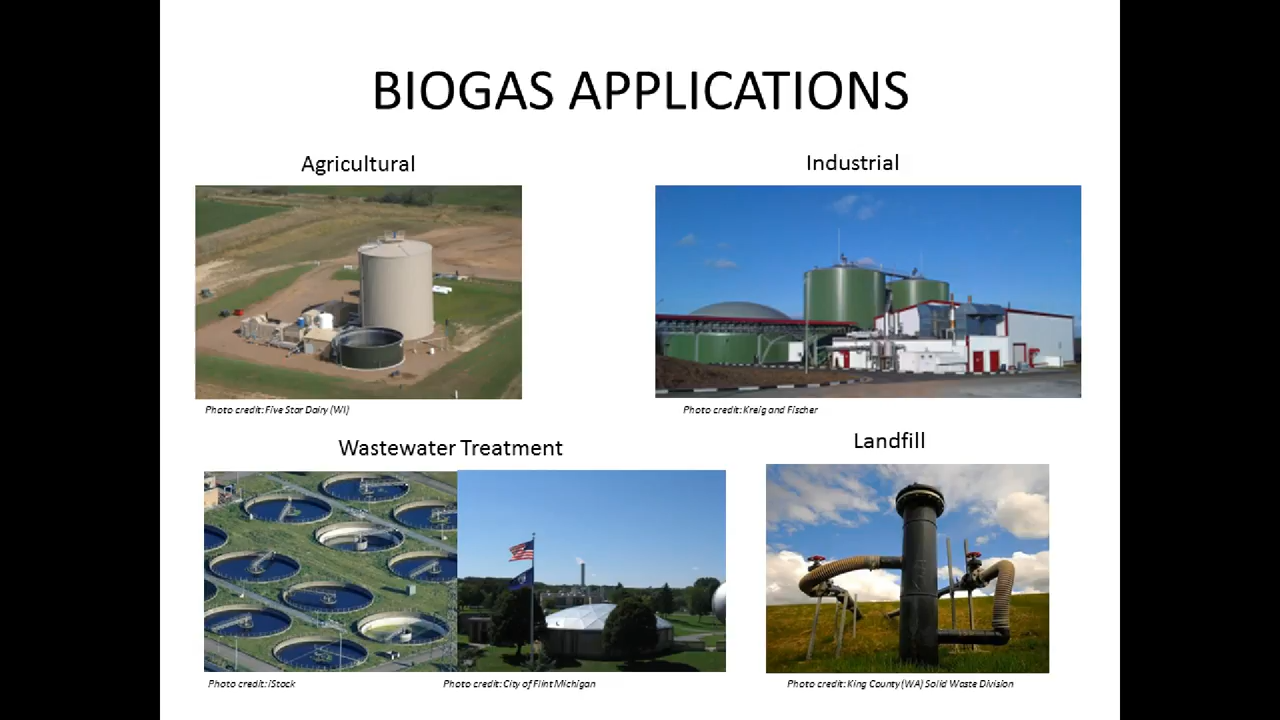 BIOGAS APPLICATIONS
Agricultural
Industrial
Photo credit: Five Star Dairy (WI)
Photo credit: Kreig and Fischer
Wastewater Treatment
Landfill
Photo credit: iStock
Photo credit: City of Flint Michigan
Photo credit: King County (WA) Solid Waste Division